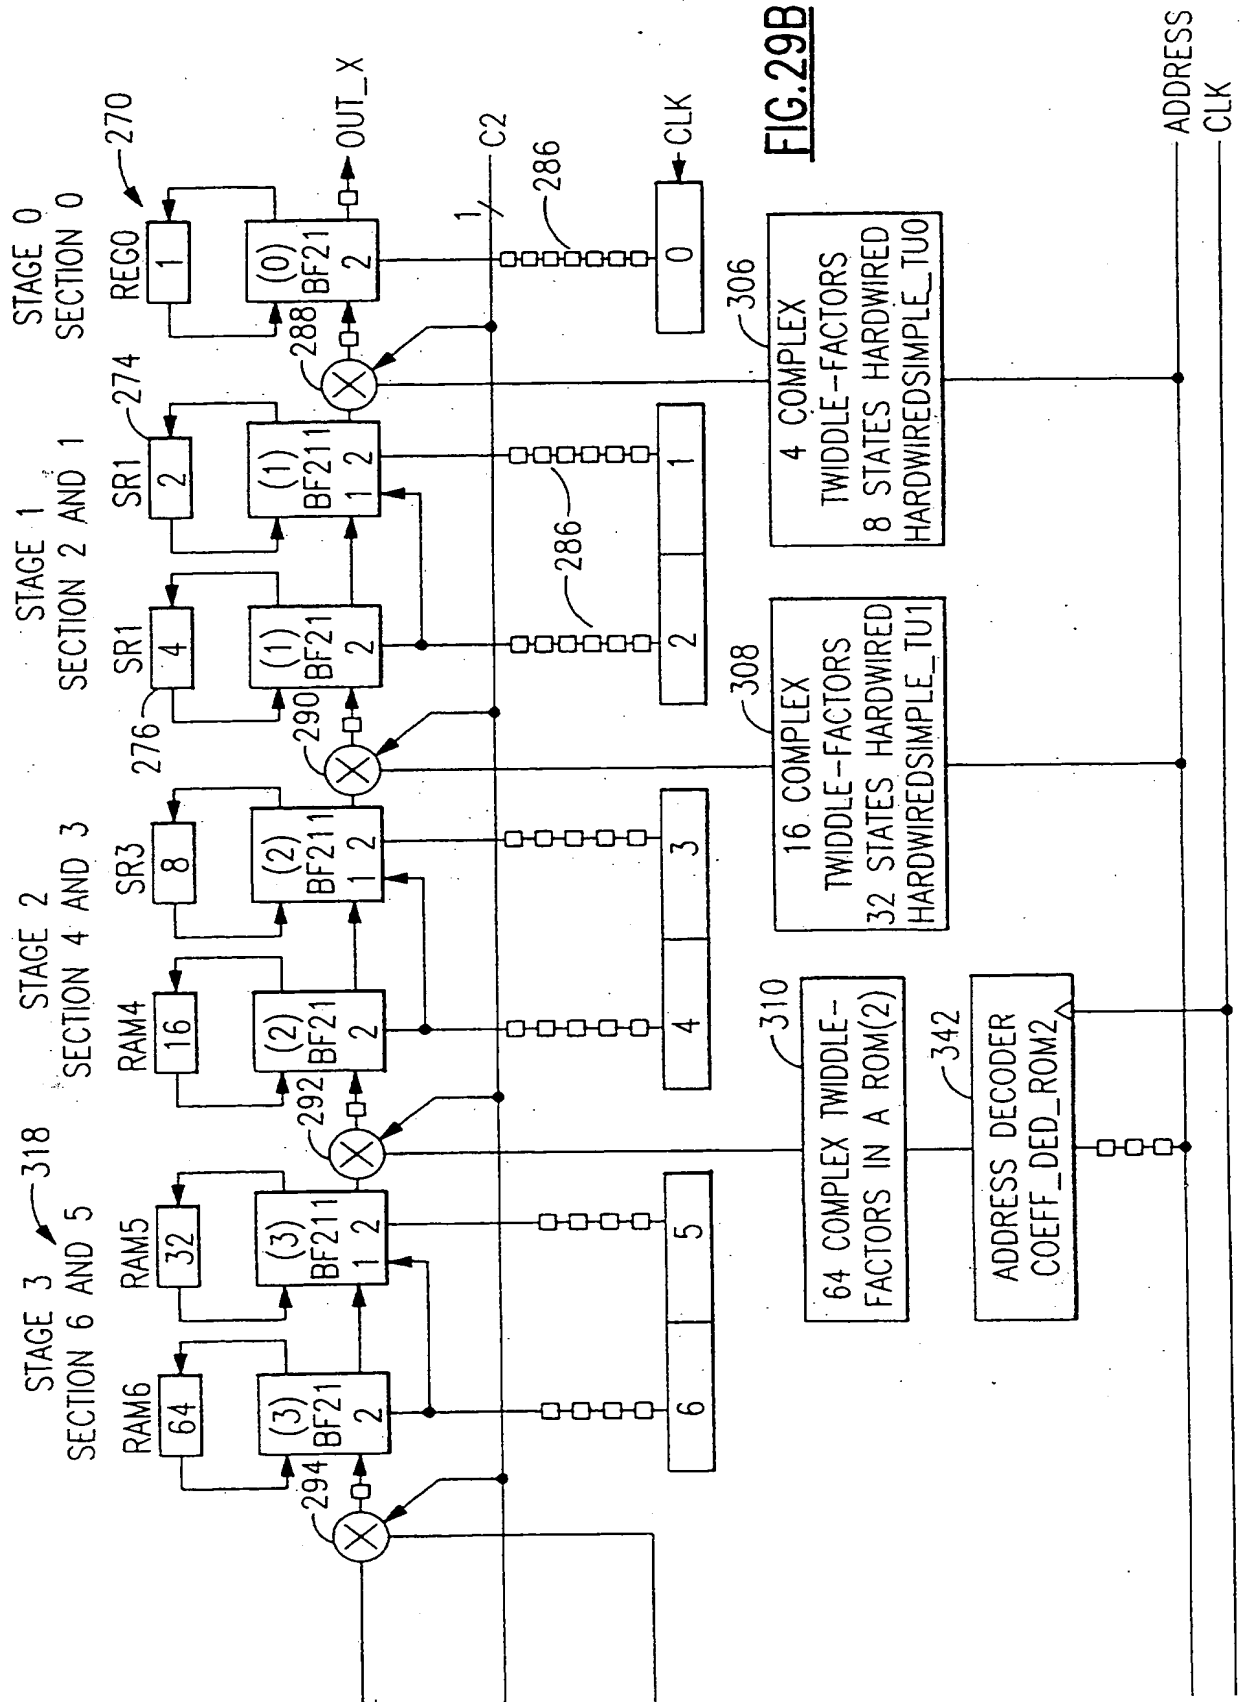 STAGE 3
SECTION 6 AND 5
318
STAGE 2
SECTION 4 AND 3
STAGE 1
SECTION 2 AND 1
STAGE 0
SECTION 0
RAM6
64
RAM5
32
RAM4
16
SR3
8
SR1
4
276
SR1
2
274
REG0
1
270
294
(3)
BF21
2
(3)
BF211
1 2
292
(2)
BF21
2
(2)
BF211
1 2
290
(1)
BF21
2
(1)
BF211
1 2
288
(0)
BF21
2
OUT_X
1
C2
286
286
6
5
4
3
2
1
0
CLK
310
64 COMPLEX TWIDDLE-
FACTORS IN A ROM(2)
342
ADDRESS DECODER
COEFF_DED_ROM2
308
16 COMPLEX
TWIDDLE-FACTORS
32 STATES HARDWIRED
HARDWIREDSIMPLE_TU1
306
4 COMPLEX
TWIDDLE-FACTORS
8 STATES HARDWIRED
HARDWIREDSIMPLE_TU0
FIG.29B
ADDRESS
CLK